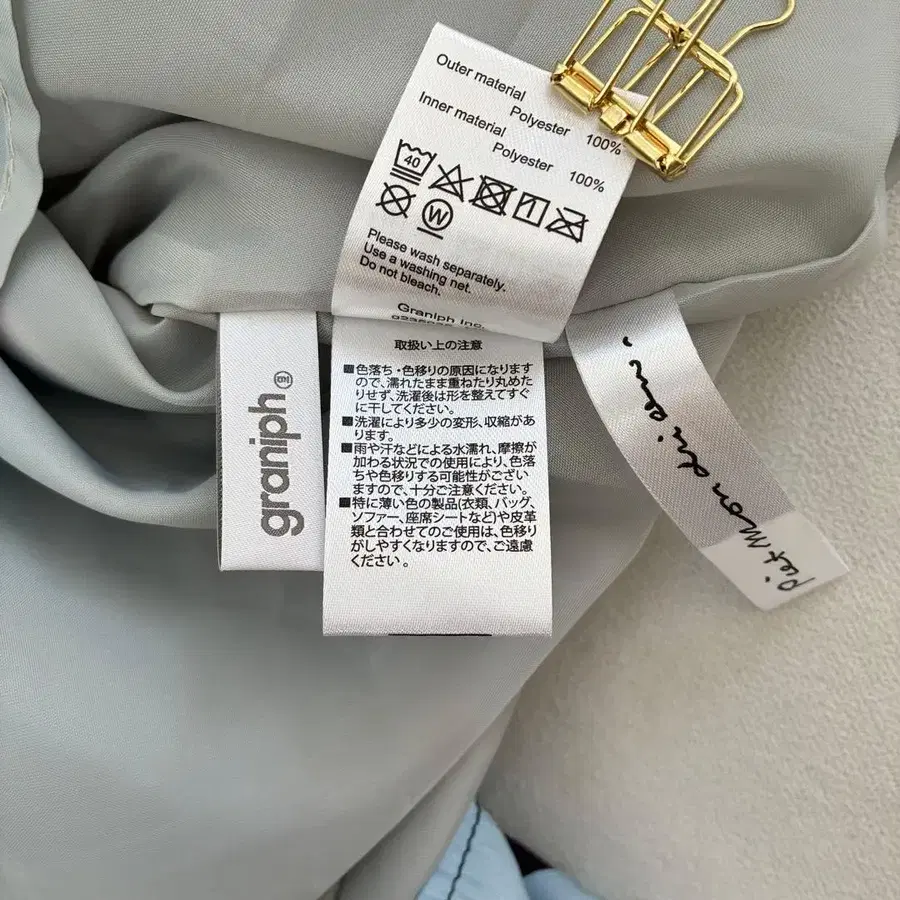 Outer material
Polyester 100%
Inner material
Polyester 100%
40
W
Please wash separately.
Use a washing net.
Do not bleach.
Graniph Inc.
取扱い上の注意
■色落ち・色移りの原因になります
ので、濡れたまま重ねたり丸めた
りせず、洗濯後は形を整えてすぐ
に干してください。
■洗濯により多少の変形、収縮があ
ります。
■雨や汗などによる水濡れ、摩擦が
加わる状況での使用により、色落
ちや色移りする可能性がござい
ますので、十分ご注意ください。
■特に薄い色の製品(衣類、バッグ、
ソファー、座席シートなど)や皮革
類と合わせてのご使用は、色移り
がしやすくなりますので、ご遠慮
ください。
graniph
Piet Mondriaan..